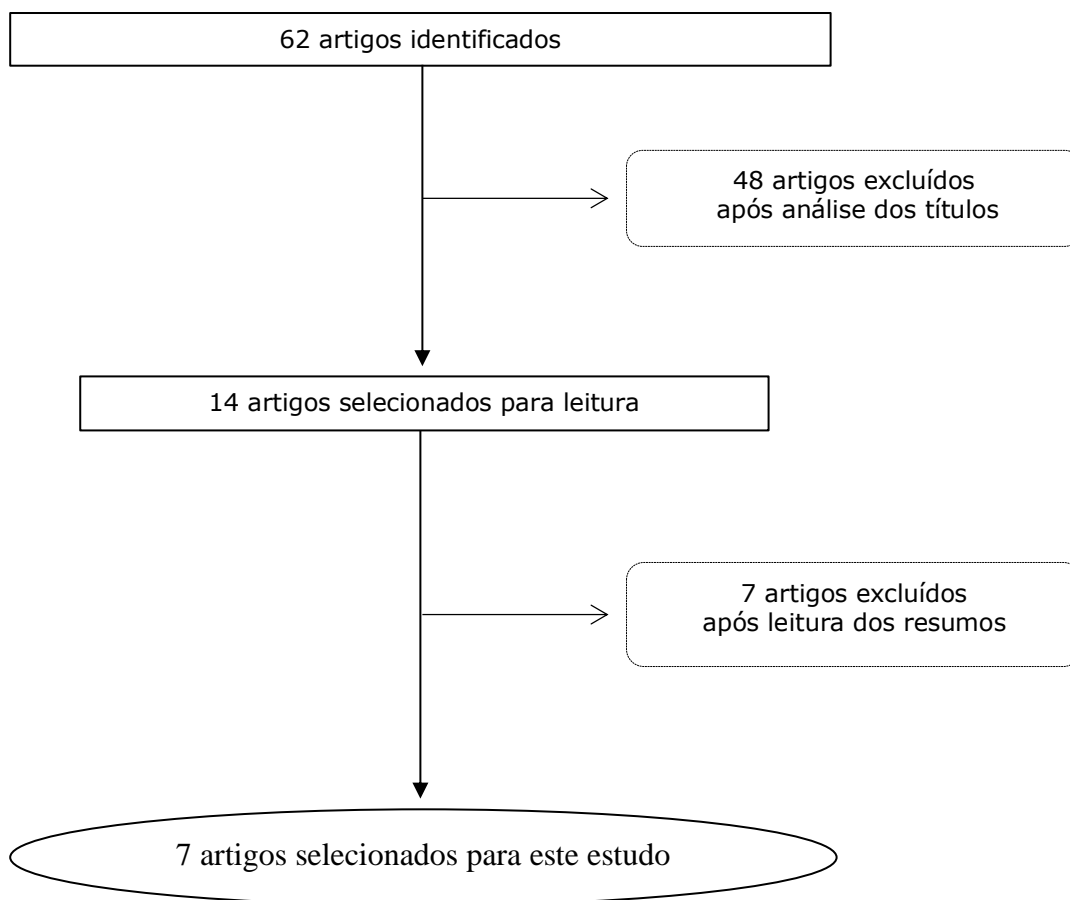 62 artigos identificados
48 artigos excluídos
após análise dos títulos
14 artigos selecionados para leitura
7 artigos excluídos
após leitura dos resumos
7 artigos selecionados para este estudo